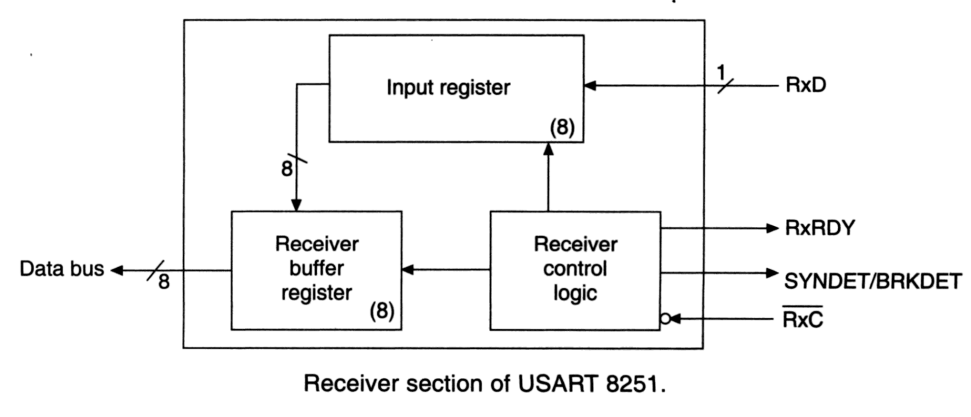 Input register
(8)
1
RxD
8
Receiver
buffer
register
(8)
Receiver
control
logic
RxRDY
SYNDET/BRKDET
R̅x̅C̅
Data bus
8
Receiver section of USART 8251.